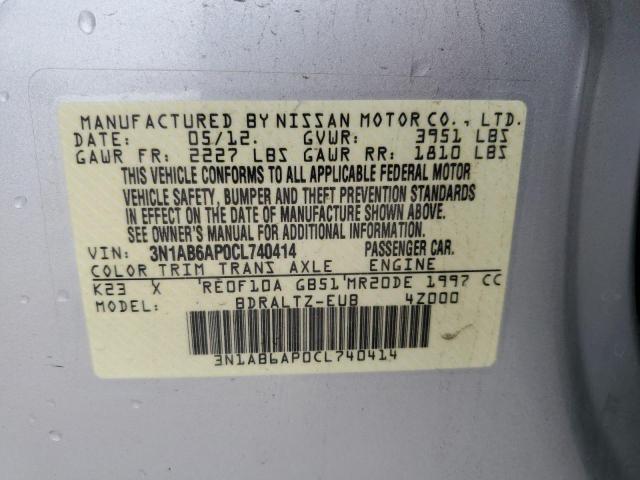 MANUFACTURED BY NISSAN MOTOR CO., LTD.
DATE: 05/12. GVWR: 3951 LBS
GAWR FR: 2227 LBS GAWR RR: 1810 LBS
THIS VEHICLE CONFORMS TO ALL APPLICABLE FEDERAL MOTOR
VEHICLE SAFETY, BUMPER AND THEFT PREVENTION STANDARDS
IN EFFECT ON THE DATE OF MANUFACTURE SHOWN ABOVE.
SEE OWNER'S MANUAL FOR ADDITIONAL INFORMATION.
VIN: 3N1AB6AP0CL740414 PASSENGER CAR.
COLOR TRIM TRANS AXLE ENGINE
K23 X 'RE0F10A GB51'MR20DE 1997 CC
MODEL: BDRALTZ-EUB 4Z000
3N1AB6AP0CL740414